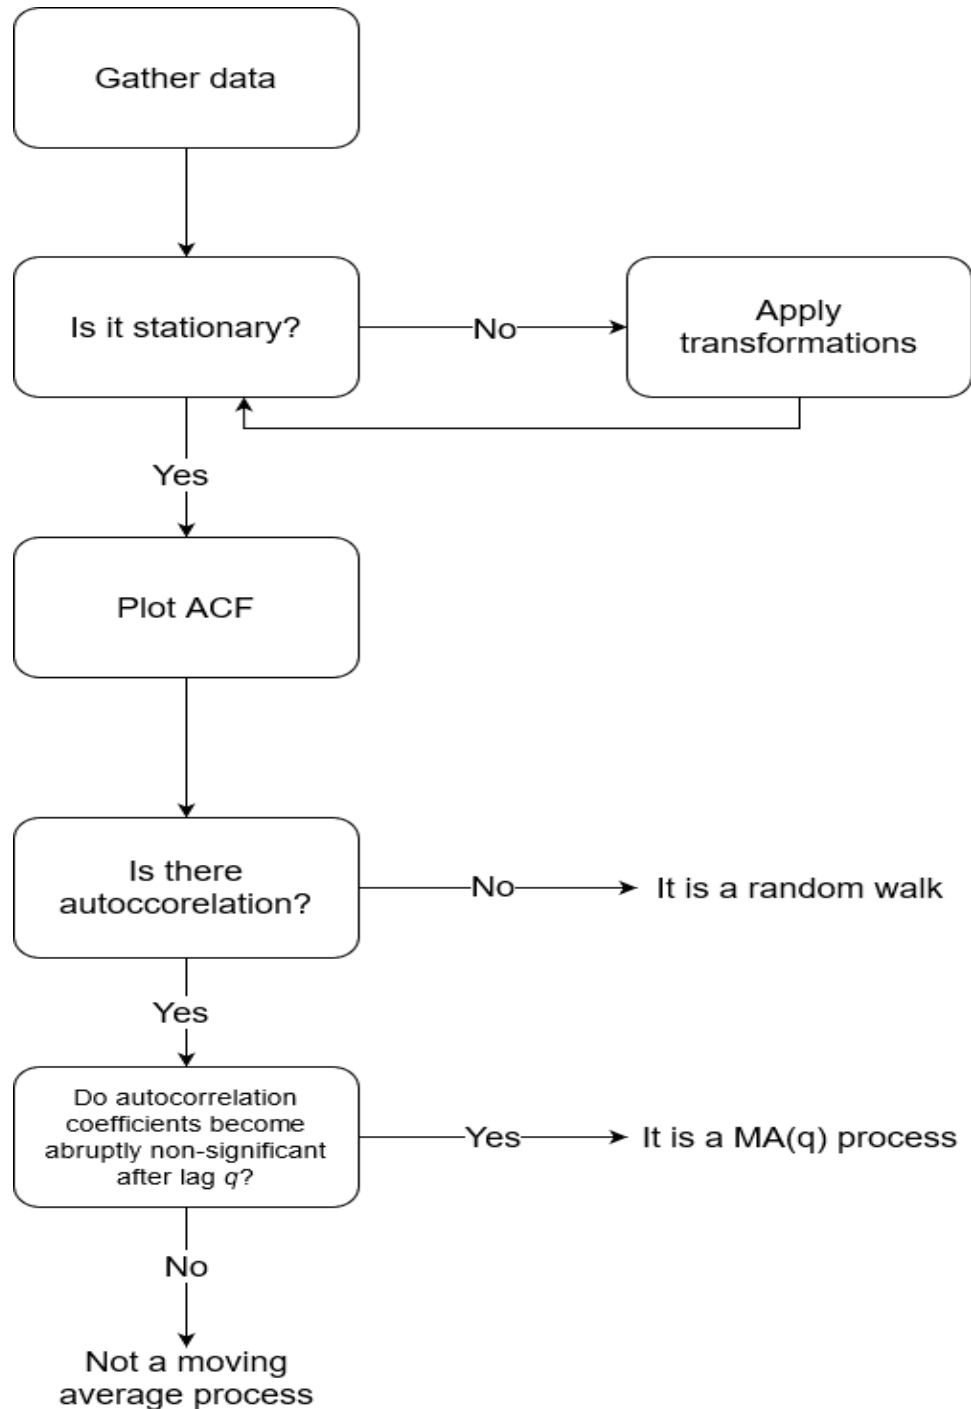 Gather data
Is it stationary?
No
Apply
transformations
Yes
Plot ACF
Is there
autoccorelation?
No
It is a random walk
Yes
Do autocorrelation
coefficients become
abruptly non-significant
after lag q?
Yes
It is a MA(q) process
No
Not a moving
average process